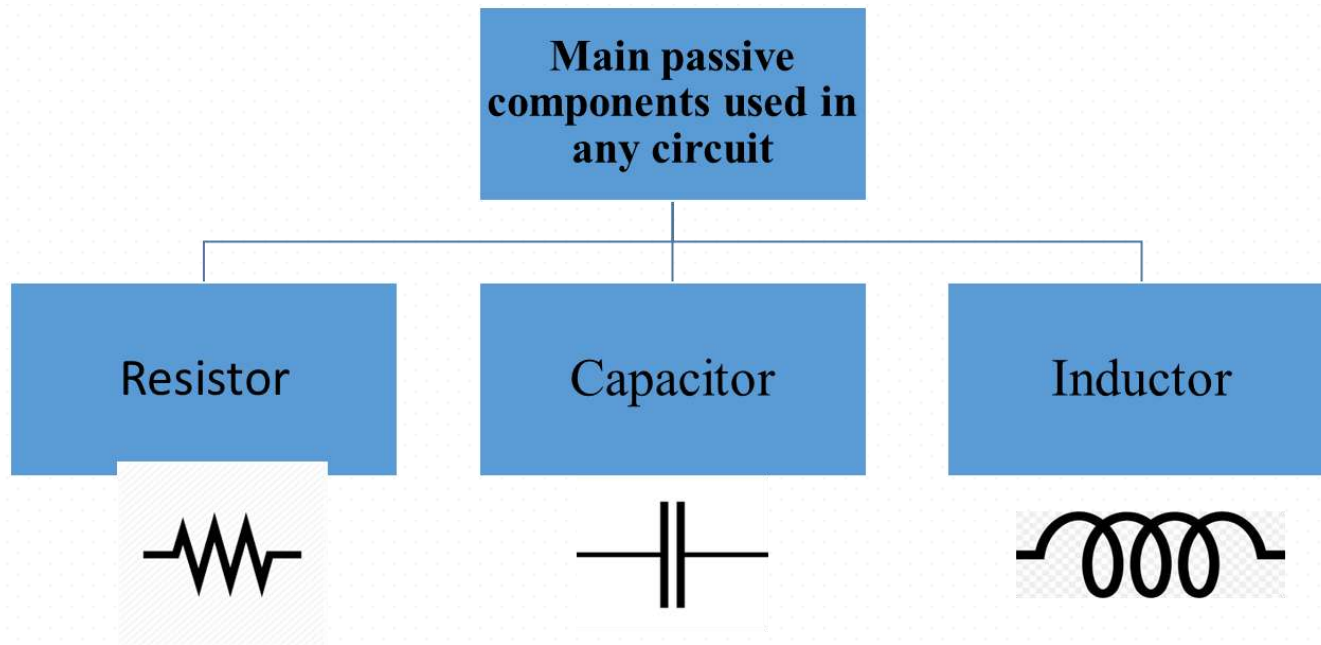 Main passive
components used in
any circuit
Resistor
Capacitor
Inductor